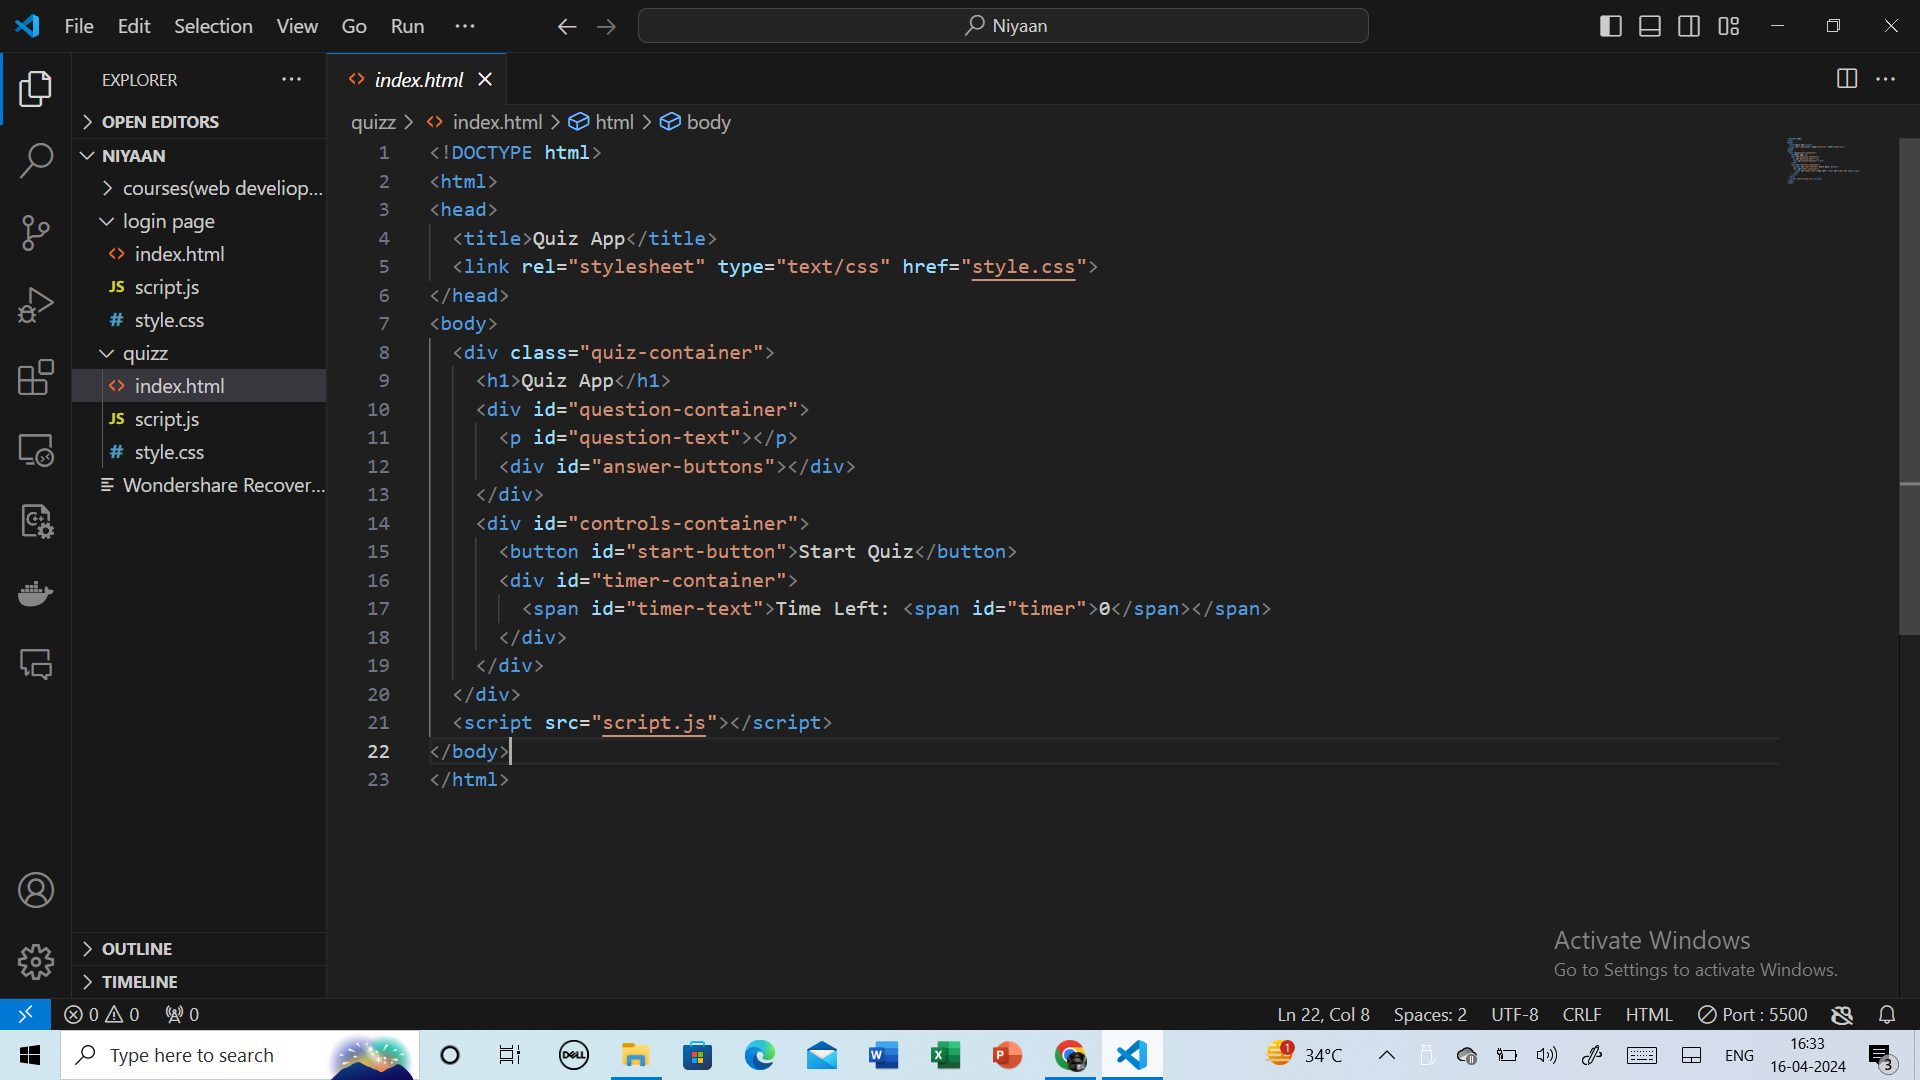 File Edit Selection View Go Run ··· Niyaan
EXPLORER ···
OPEN EDITORS
NIYAAN
courses(web develiop...
login page
index.html
script.js
style.css
quizz
index.html
script.js
style.css
Wondershare Recover...
OUTLINE
TIMELINE
index.html
quizz > index.html > html > body
1 <!DOCTYPE html>
2 <html>
3 <head>
4 <title>Quiz App</title>
5 <link rel="stylesheet" type="text/css" href="style.css">
6 </head>
7 <body>
8 <div class="quiz-container">
9 <h1>Quiz App</h1>
10 <div id="question-container">
11 <p id="question-text"></p>
12 <div id="answer-buttons"></div>
13 </div>
14 <div id="controls-container">
15 <button id="start-button">Start Quiz</button>
16 <div id="timer-container">
17 <span id="timer-text">Time Left: <span id="timer">0</span></span>
18 </div>
19 </div>
20 </div>
21 <script src="script.js"></script>
22 </body>
23 </html>
Activate Windows
Go to Settings to activate Windows.
0 0 0 Ln 22, Col 8 Spaces: 2 UTF-8 CRLF HTML Port : 5500
Type here to search DELL 1 34°C ENG 16:33
16-04-2024 3